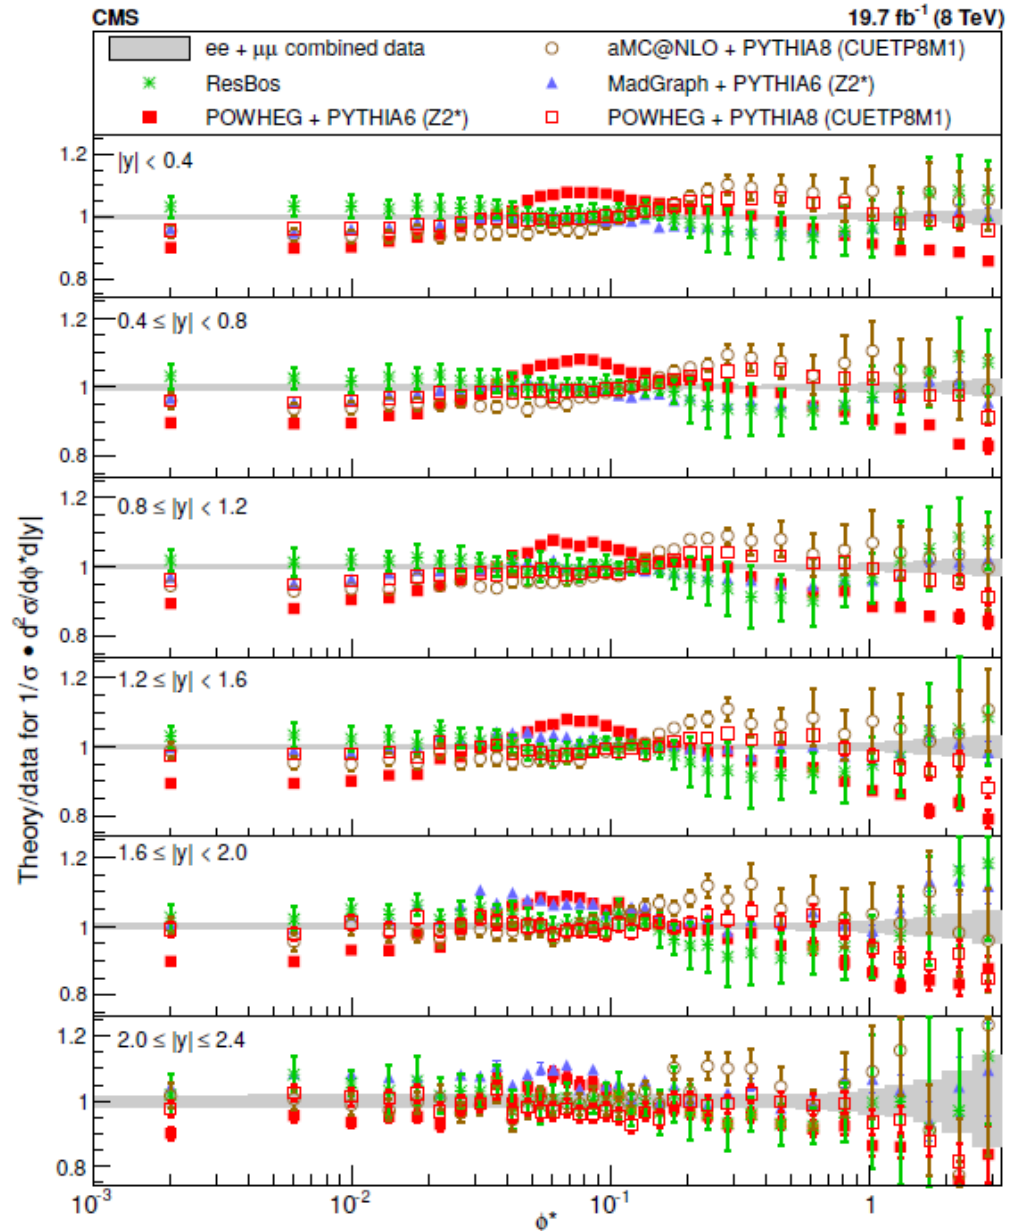 CMS 19.7 fb⁻¹ (8 TeV)
ee + μμ combined data aMC@NLO + PYTHIA8 (CUETP8M1)
ResBos MadGraph + PYTHIA6 (Z2*)
POWHEG + PYTHIA6 (Z2*) POWHEG + PYTHIA8 (CUETP8M1)
1.2
|y| < 0.4
1
0.8
1.2
0.4 ≤ |y| < 0.8
1
0.8
1.2
0.8 ≤ |y| < 1.2
1
0.8
Theory/data for 1/σ • d²σ/dϕ*d|y|
1.2
1.2 ≤ |y| < 1.6
1
0.8
1.6 ≤ |y| < 2.0
1.2
1
0.8
2.0 ≤ |y| ≤ 2.4
1.2
1
0.8
10⁻³ 10⁻² 10⁻¹ 1
ϕ*